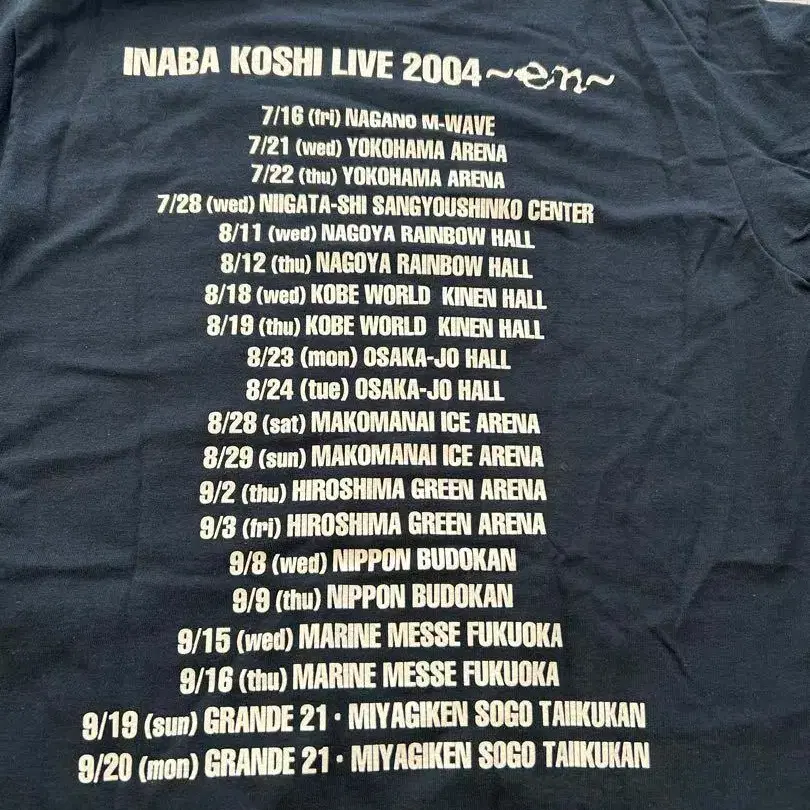 INABA KOSHI LIVE 2004 ~en~
7/16 (fri) NAGANO M-WAVE
7/21 (wed) YOKOHAMA ARENA
7/22 (thu) YOKOHAMA ARENA
7/28 (wed) NIIGATA-SHI SANGYOUSHINKO CENTER
8/11 (wed) NAGOYA RAINBOW HALL
8/12 (thu) NAGOYA RAINBOW HALL
8/18 (wed) KOBE WORLD KINEN HALL
8/19 (thu) KOBE WORLD KINEN HALL
8/23 (mon) OSAKA-JO HALL
8/24 (tue) OSAKA-JO HALL
8/28 (sat) MAKOMANAI ICE ARENA
8/29 (sun) MAKOMANAI ICE ARENA
9/2 (thu) HIROSHIMA GREEN ARENA
9/3 (fri) HIROSHIMA GREEN ARENA
9/8 (wed) NIPPON BUDOKAN
9/9 (thu) NIPPON BUDOKAN
9/15 (wed) MARINE MESSE FUKUOKA
9/16 (thu) MARINE MESSE FUKUOKA
9/19 (sun) GRANDE 21・MIYAGIKEN SOGO TAIIKUKAN
9/20 (mon) GRANDE 21・MIYAGIKEN SOGO TAIIKUKAN